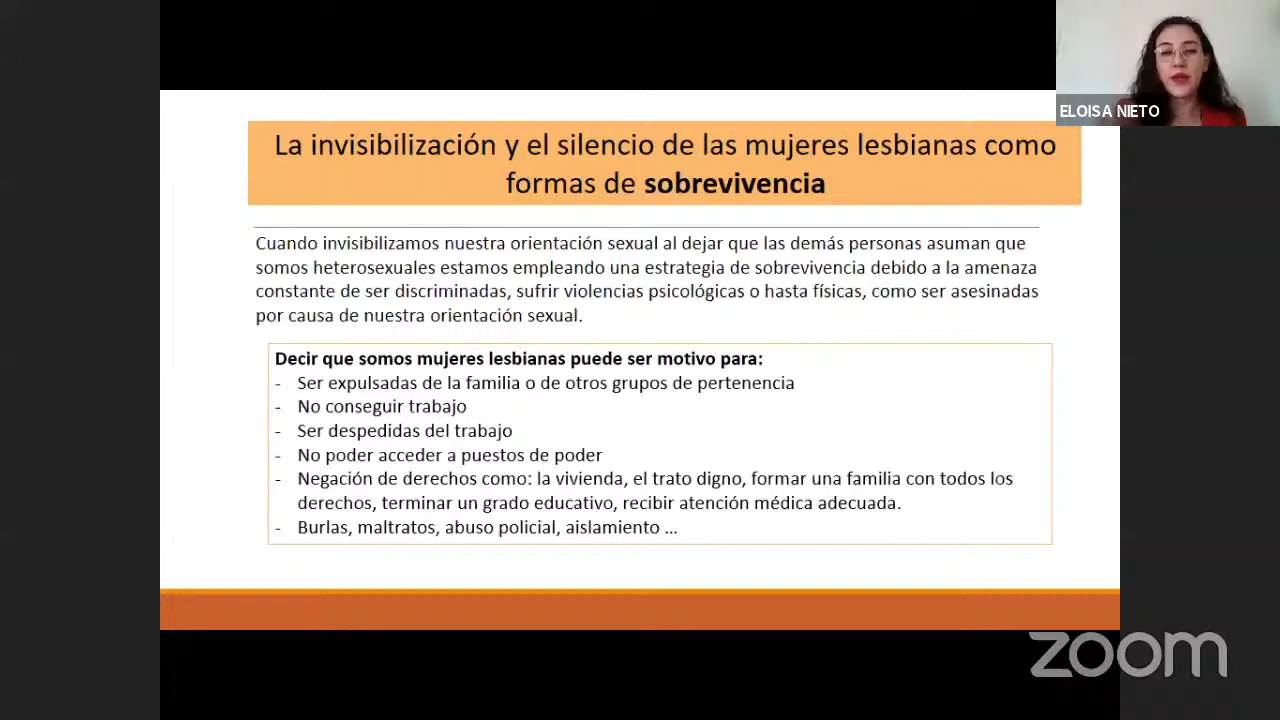 ELOISA NIETO
La invisibilización y el silencio de las mujeres lesbianas como
formas de sobrevivencia
Cuando invisibilizamos nuestra orientación sexual al dejar que las demás personas asuman que
somos heterosexuales estamos empleando una estrategia de sobrevivencia debido a la amenaza
constante de ser discriminadas, sufrir violencias psicológicas o hasta físicas, como ser asesinadas
por causa de nuestra orientación sexual.
Decir que somos mujeres lesbianas puede ser motivo para:
- Ser expulsadas de la familia o de otros grupos de pertenencia
- No conseguir trabajo
- Ser despedidas del trabajo
- No poder acceder a puestos de poder
- Negación de derechos como: la vivienda, el trato digno, formar una familia con todos los
derechos, terminar un grado educativo, recibir atención médica adecuada.
- Burlas, maltratos, abuso policial, aislamiento ...
zoom